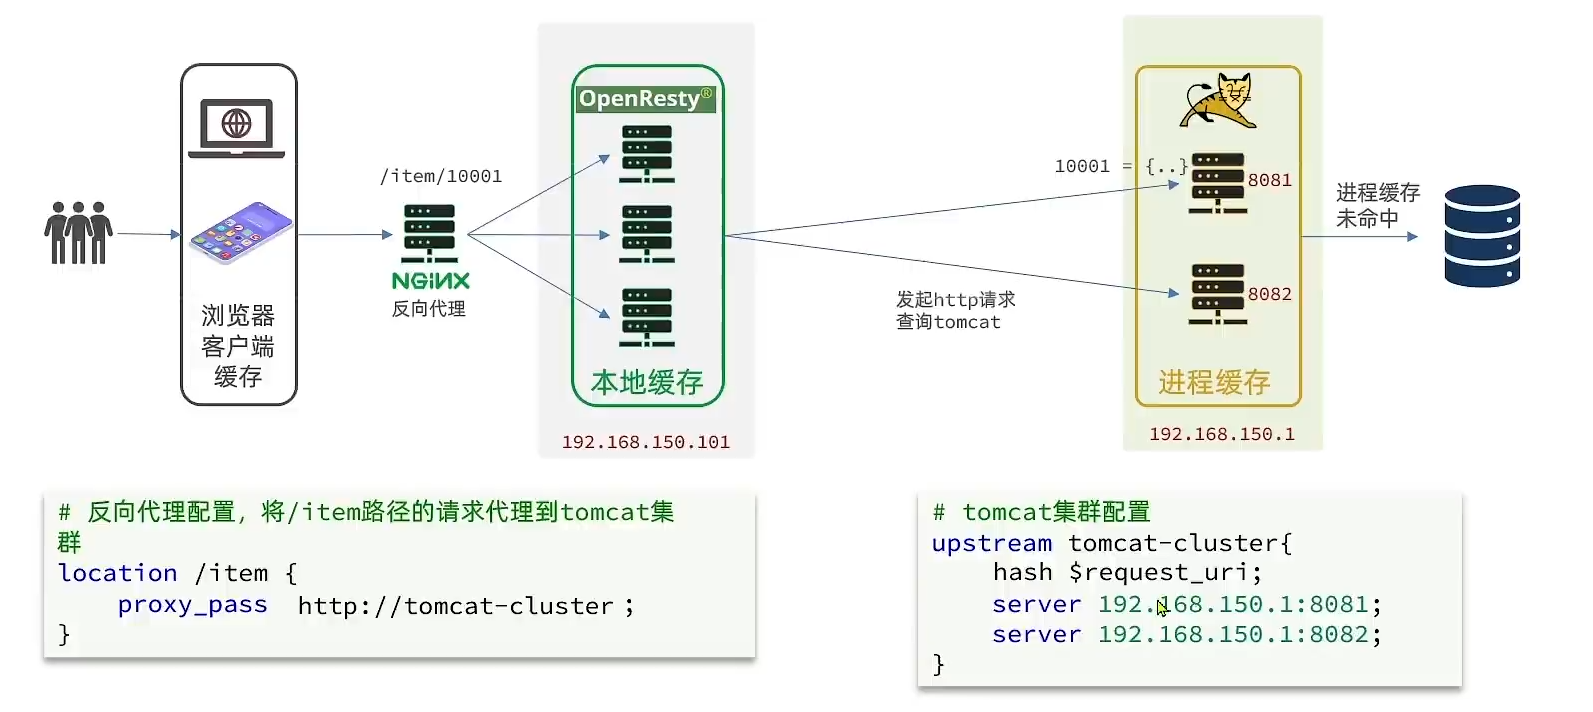 浏览器
客户端
缓存
/item/10001
NGiNX
反向代理
OpenResty®
本地缓存
192.168.150.101
发起http请求
查询tomcat
10001 = {..}
8081
8082
进程缓存
192.168.150.1
进程缓存
未命中
# 反向代理配置，将/item路径的请求代理到tomcat集
群
location /item {
    proxy_pass  http://tomcat-cluster;
}
# tomcat集群配置
upstream tomcat-cluster{
    hash $request_uri;
    server 192.168.150.1:8081;
    server 192.168.150.1:8082;
}